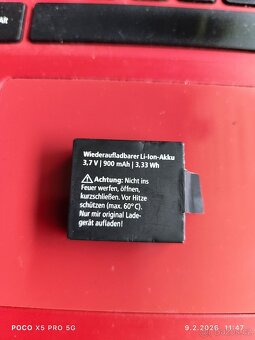 Alt
Wiederaufladbarer Li-Ion-Akku
3,7 V | 900 mAh | 3.33 Wh
Achtung: Nicht ins
Feuer werfen, öffnen,
kurzschließen. Vor Hitze
schützen (max. 60°C).
Nur mir original Lade-
gerät aufladen!
POCO X5 PRO 5G
9.2.2026 11:47